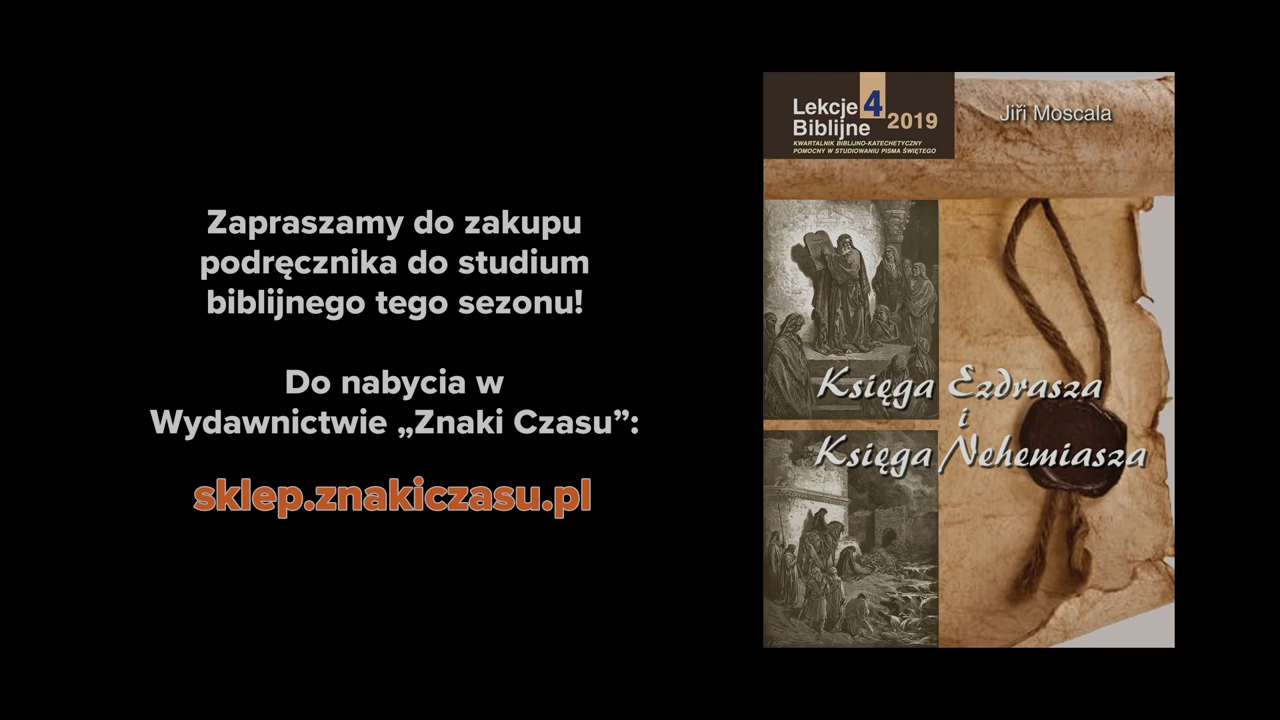 Zapraszamy do zakupu
podręcznika do studium
biblijnego tego sezonu!
Do nabycia w
Wydawnictwie „Znaki Czasu”:
sklep.znakiczasu.pl
Lekcje 4 2019
Biblijne
KWARTALNIK BIBLIJNO-KATECHETYCZNY
POMOCNY W STUDIOWANIU PISMA ŚWIĘTEGO
Jiři Moscala
Księga Ezdrasza
i
Księga Nehemiasza